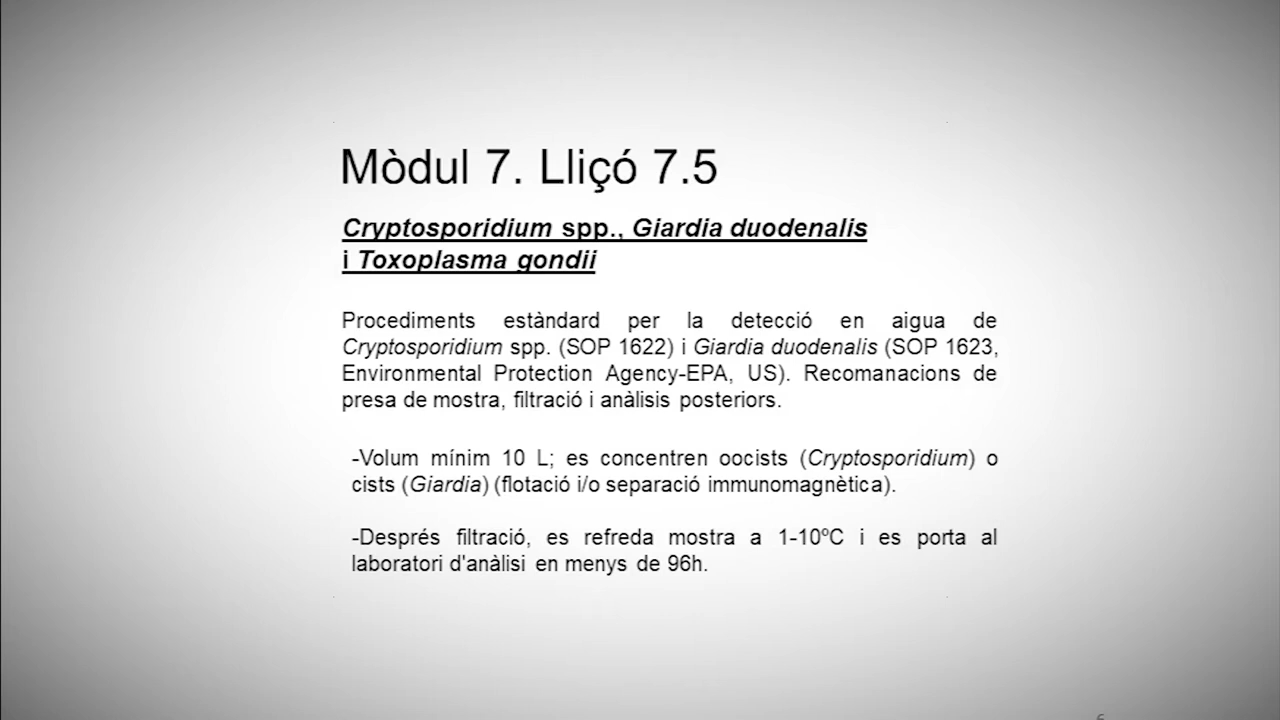 Mòdul 7. Lliçó 7.5
Cryptosporidium spp., Giardia duodenalis
i Toxoplasma gondii
Procediments estàndard per la detecció en aigua de
Cryptosporidium spp. (SOP 1622) i Giardia duodenalis (SOP 1623,
Environmental Protection Agency-EPA, US). Recomanacions de
presa de mostra, filtració i anàlisis posteriors.
-Volum mínim 10 L; es concentren oocists (Cryptosporidium) o
cists (Giardia) (flotació i/o separació immunomagnètica).
-Després filtració, es refreda mostra a 1-10ºC i es porta al
laboratori d'anàlisi en menys de 96h.